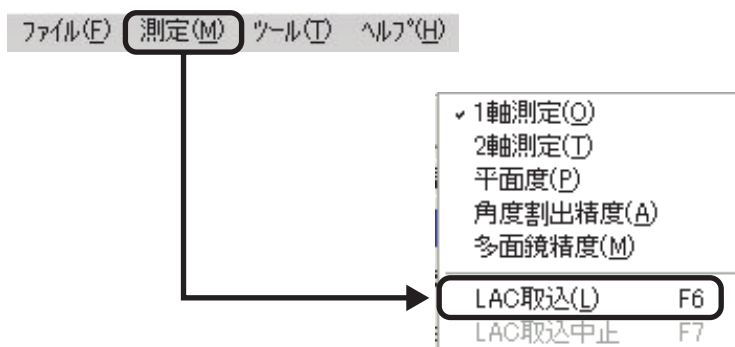 ﾌｧｲﾙ(F) 測定(M) ﾂｰﾙ(T) ﾍﾙﾌﾟ(H)
1軸測定(O)
2軸測定(T)
平面度(P)
角度割出精度(A)
多面鏡精度(M)
LAC取込(L) F6
LAC取込中止 F7